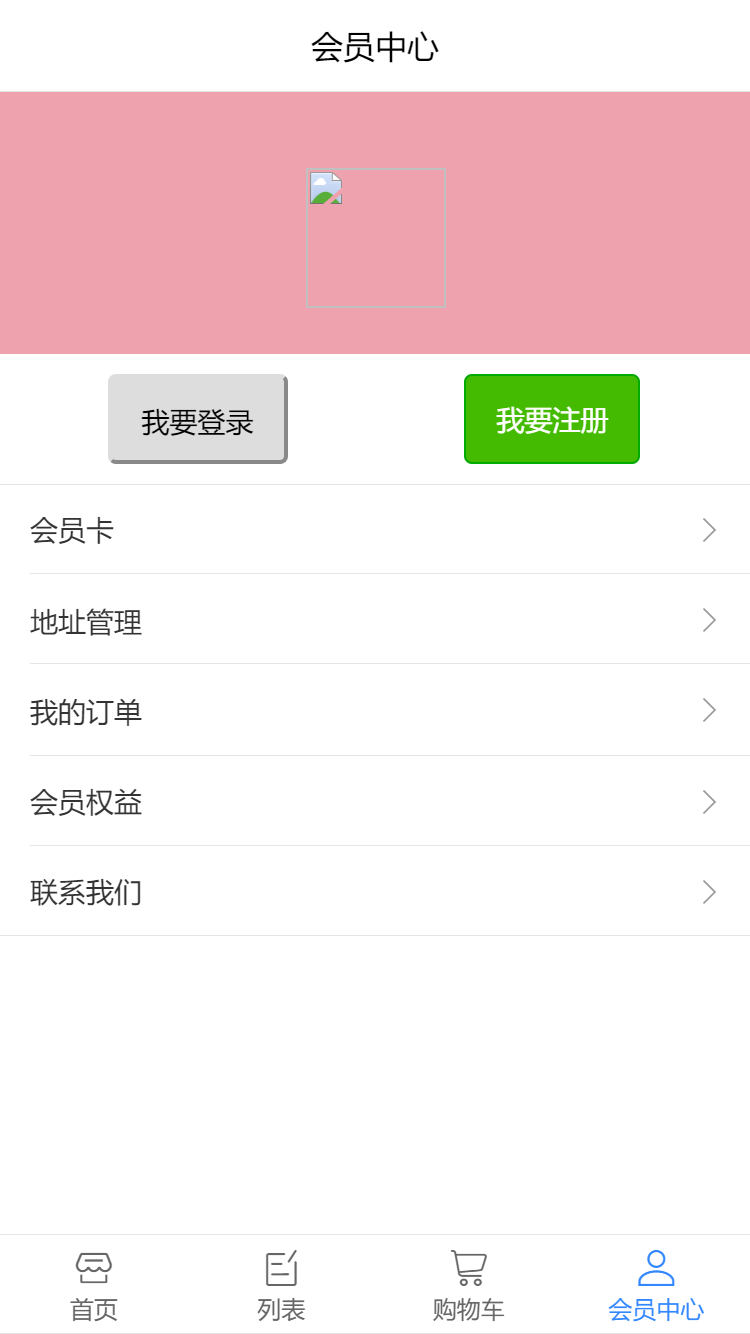 会员中心
我要登录 我要注册
会员卡
地址管理
我的订单
会员权益
联系我们
首页 列表 购物车 会员中心